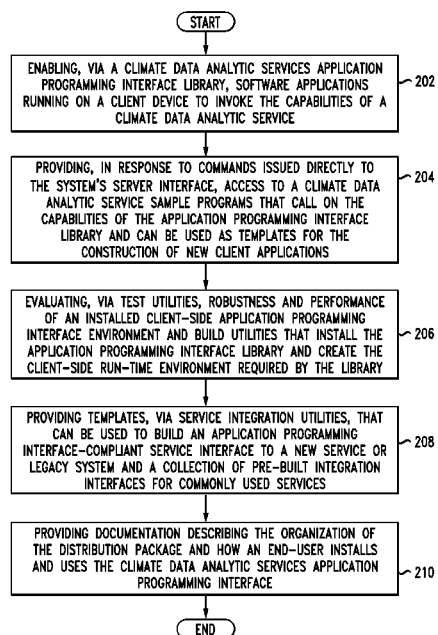 START
ENABLING, VIA A CLIMATE DATA ANALYTIC SERVICES APPLICATION
PROGRAMMING INTERFACE LIBRARY, SOFTWARE APPLICATIONS
RUNNING ON A CLIENT DEVICE TO INVOKE THE CAPABILITIES OF A
CLIMATE DATA ANALYTIC SERVICE
202
PROVIDING, IN RESPONSE TO COMMANDS ISSUED DIRECTLY TO
THE SYSTEM'S SERVER INTERFACE, ACCESS TO A CLIMATE DATA
ANALYTIC SERVICE SAMPLE PROGRAMS THAT CALL ON THE
CAPABILITIES OF THE APPLICATION PROGRAMMING INTERFACE
LIBRARY AND CAN BE USED AS TEMPLATES FOR THE
CONSTRUCTION OF NEW CLIENT APPLICATIONS
204
EVALUATING, VIA TEST UTILITIES, ROBUSTNESS AND PERFORMANCE
OF AN INSTALLED CLIENT-SIDE APPLICATION PROGRAMMING
INTERFACE ENVIRONMENT AND BUILD UTILITIES THAT INSTALL THE
APPLICATION PROGRAMMING INTERFACE LIBRARY AND CREATE THE
CLIENT-SIDE RUN-TIME ENVIRONMENT REQUIRED BY THE LIBRARY
206
PROVIDING TEMPLATES, VIA SERVICE INTEGRATION UTILITIES, THAT
CAN BE USED TO BUILD AN APPLICATION PROGRAMMING
INTERFACE-COMPLIANT SERVICE INTERFACE TO A NEW SERVICE OR
LEGACY SYSTEM AND A COLLECTION OF PRE-BUILT INTEGRATION
INTERFACES FOR COMMONLY USED SERVICES
208
PROVIDING DOCUMENTATION DESCRIBING THE ORGANIZATION OF
THE DISTRIBUTION PACKAGE AND HOW AN END-USER INSTALLS
AND USES THE CLIMATE DATA ANALYTIC SERVICES APPLICATION
PROGRAMMING INTERFACE
210
END